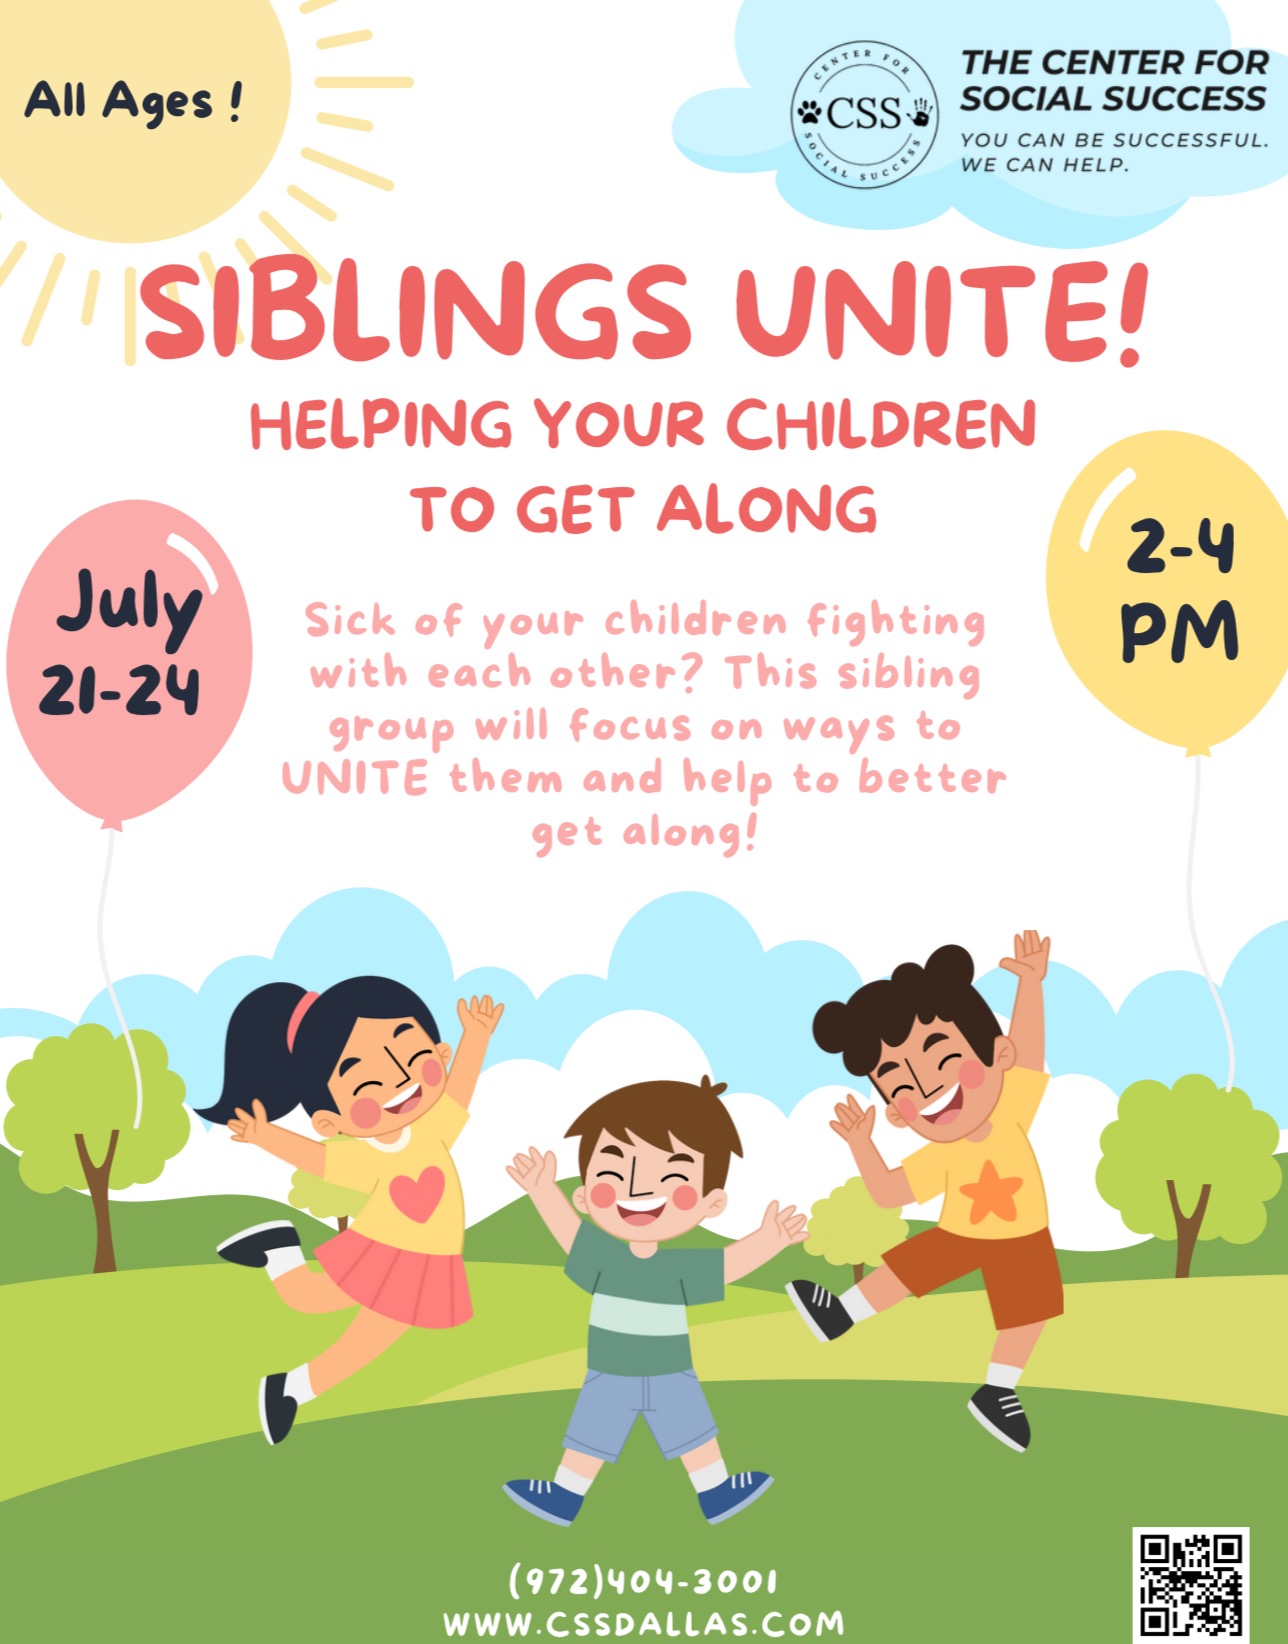 All Ages !
CENTER FOR
CSS
SOCIAL SUCCESS
THE CENTER FOR
SOCIAL SUCCESS
YOU CAN BE SUCCESSFUL.
WE CAN HELP.
SIBLINGS UNITE!
HELPING YOUR CHILDREN
TO GET ALONG
July
21-24
2-4
PM
Sick of your children fighting
with each other? This sibling
group will focus on ways to
UNITE them and help to better
get along!
(972)404-3001
WWW.CSSDALLAS.COM